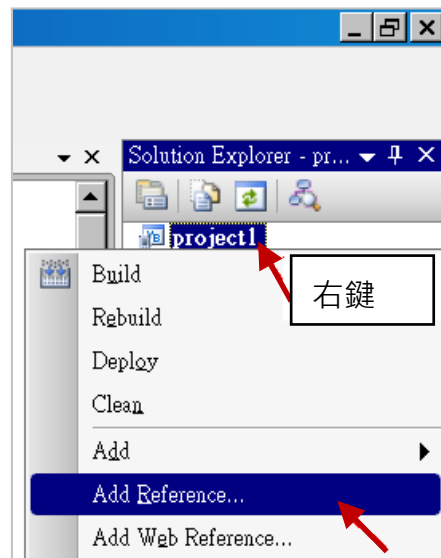 Solution Explorer - pr...
project1
右鍵
Build
Rebuild
Deploy
Clean
Add
Add Reference...
Add Web Reference...